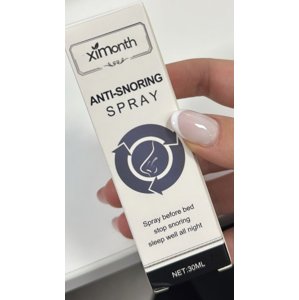 ximonth
ANTI-SNORING
SPRAY
Spray before bed
stop snoring
sleep well all night
NET:30ML